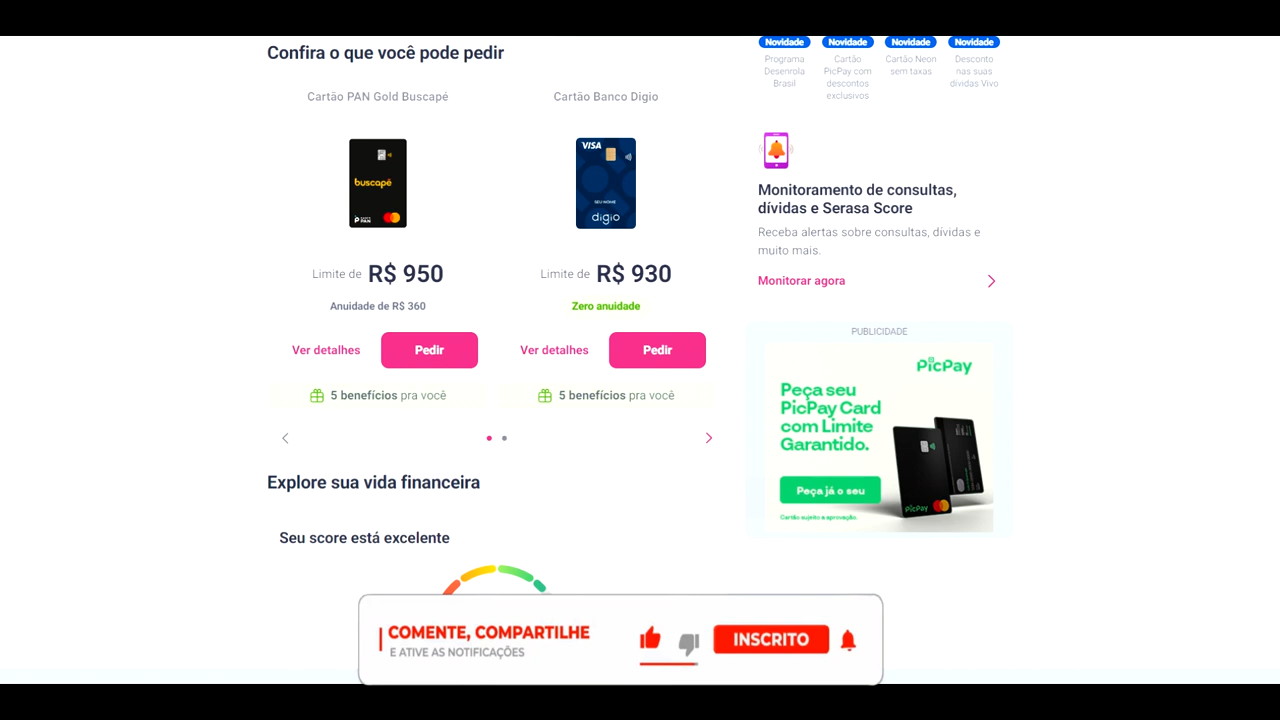 Confira o que você pode pedir
Cartão PAN Gold Buscapé
buscapé
PAN
Limite de R$ 950
Anuidade de R$ 360
Ver detalhes
Pedir
5 benefícios pra você
Cartão Banco Digio
VISA
SEU NOME
digio
Limite de R$ 930
Zero anuidade
Ver detalhes
Pedir
5 benefícios pra você
Explore sua vida financeira
Seu score está excelente
Novidade
Programa
Desenrola
Brasil
Novidade
Cartão
PicPay com
descontos
exclusivos
Novidade
Cartão Neon
sem taxas
Novidade
Desconto
nas suas
dívidas Vivo
Monitoramento de consultas,
dívidas e Serasa Score
Receba alertas sobre consultas, dívidas e
muito mais.
Monitorar agora
PUBLICIDADE
PicPay
Peça seu
PicPay Card
com Limite
Garantido.
Peça já o seu
Cartão sujeito a aprovação.
PicPay
COMENTE, COMPARTILHE
E ATIVE AS NOTIFICAÇÕES
INSCRITO